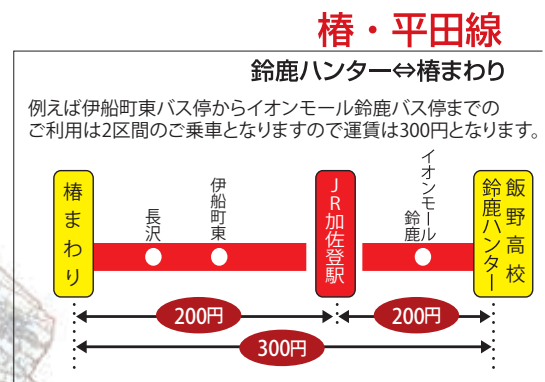 椿・平田線
鈴鹿ハンター⇔椿まわり
例えば伊船町東バス停からイオンモール鈴鹿バス停までの
ご利用は2区間のご乗車となりますので運賃は300円となります。
椿まわり
長沢
伊船町東
JR加佐登駅
イオンモール
鈴鹿
飯野高校
鈴鹿ハンター
200円
200円
300円